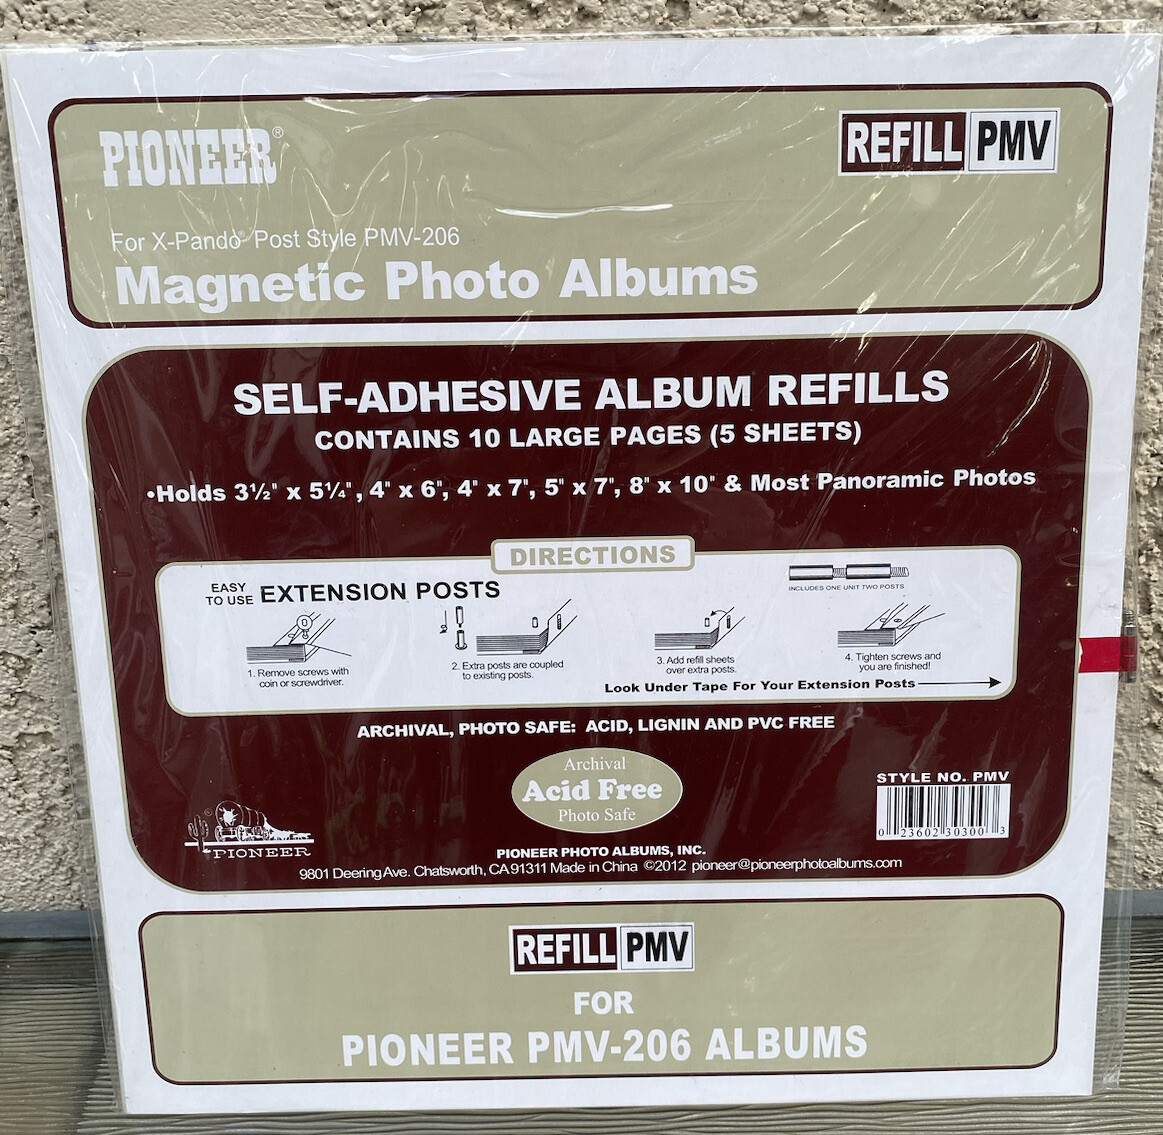 PIONEER®
REFILL PMV
For X-Pando® Post Style PMV-206
Magnetic Photo Albums
SELF-ADHESIVE ALBUM REFILLS
CONTAINS 10 LARGE PAGES (5 SHEETS)
•Holds 3½" x 5¼", 4" x 6", 4" x 7", 5" x 7", 8" x 10" & Most Panoramic Photos
DIRECTIONS
EASY
TO USE EXTENSION POSTS
INCLUDES ONE UNIT TWO POSTS
1. Remove screws with
coin or screwdriver.
2. Extra posts are coupled
to existing posts.
3. Add refill sheets
over extra posts.
4. Tighten screws and
you are finished!
Look Under Tape For Your Extension Posts
ARCHIVAL, PHOTO SAFE: ACID, LIGNIN AND PVC FREE
Archival
Acid Free
Photo Safe
STYLE NO. PMV
0 23602 30300 3
®
PIONEER
PIONEER PHOTO ALBUMS, INC.
9801 Deering Ave. Chatsworth, CA 91311 Made in China ©2012 pioneer@pioneerphotoalbums.com
REFILL PMV
FOR
PIONEER PMV-206 ALBUMS